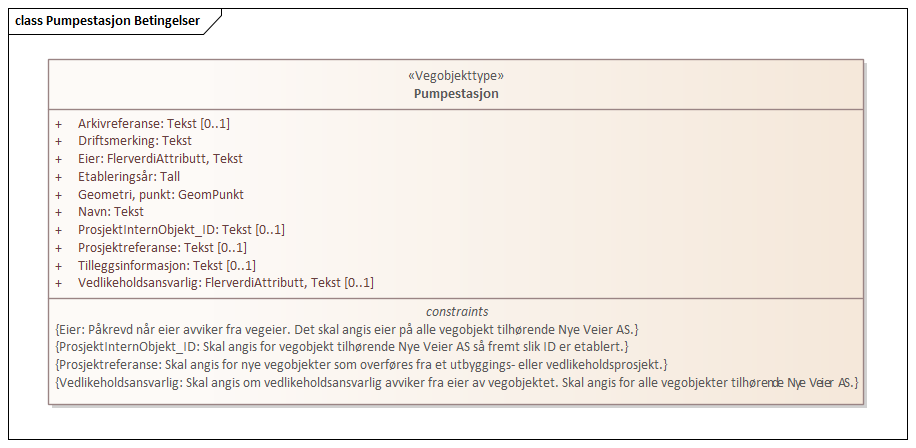 class Pumpestasjon Betingelser
«Vegobjekttype»
Pumpestasjon
+ Arkivreferanse: Tekst [0..1]
+ Driftsmerking: Tekst
+ Eier: FlerverdiAttributt, Tekst
+ Etableringsår: Tall
+ Geometri, punkt: GeomPunkt
+ Navn: Tekst
+ ProsjektInternObjekt_ID: Tekst [0..1]
+ Prosjektreferanse: Tekst [0..1]
+ Tilleggsinformasjon: Tekst [0..1]
+ Vedlikeholdsansvarlig: FlerverdiAttributt, Tekst [0..1]
constraints
{Eier: Påkrevd når eier avviker fra vegeier. Det skal angis eier på alle vegobjekt tilhørende Nye Veier AS.}
{ProsjektInternObjekt_ID: Skal angis for vegobjekt tilhørende Nye Veier AS så fremt slik ID er etablert.}
{Prosjektreferanse: Skal angis for nye vegobjekter som overføres fra et utbyggings- eller vedlikeholdsprosjekt.}
{Vedlikeholdsansvarlig: Skal angis om vedlikeholdsansvarlig avviker fra eier av vegobjektet. Skal angis for alle vegobjekter tilhørende Nye Veier AS.}